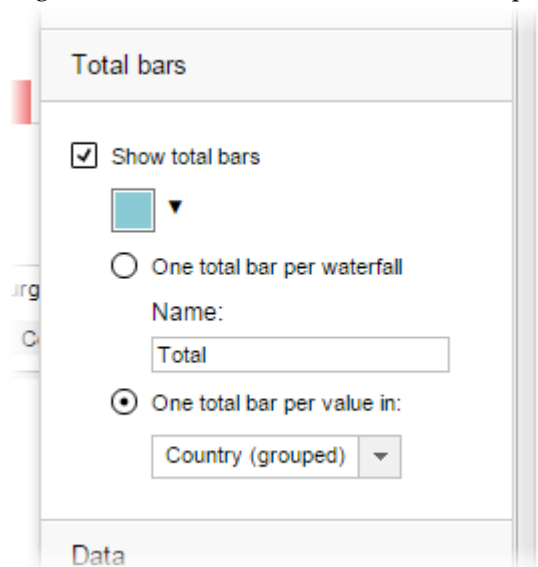 Total bars
Show total bars
One total bar per waterfall
Name:
Total
One total bar per value in:
Country (grouped)
Data